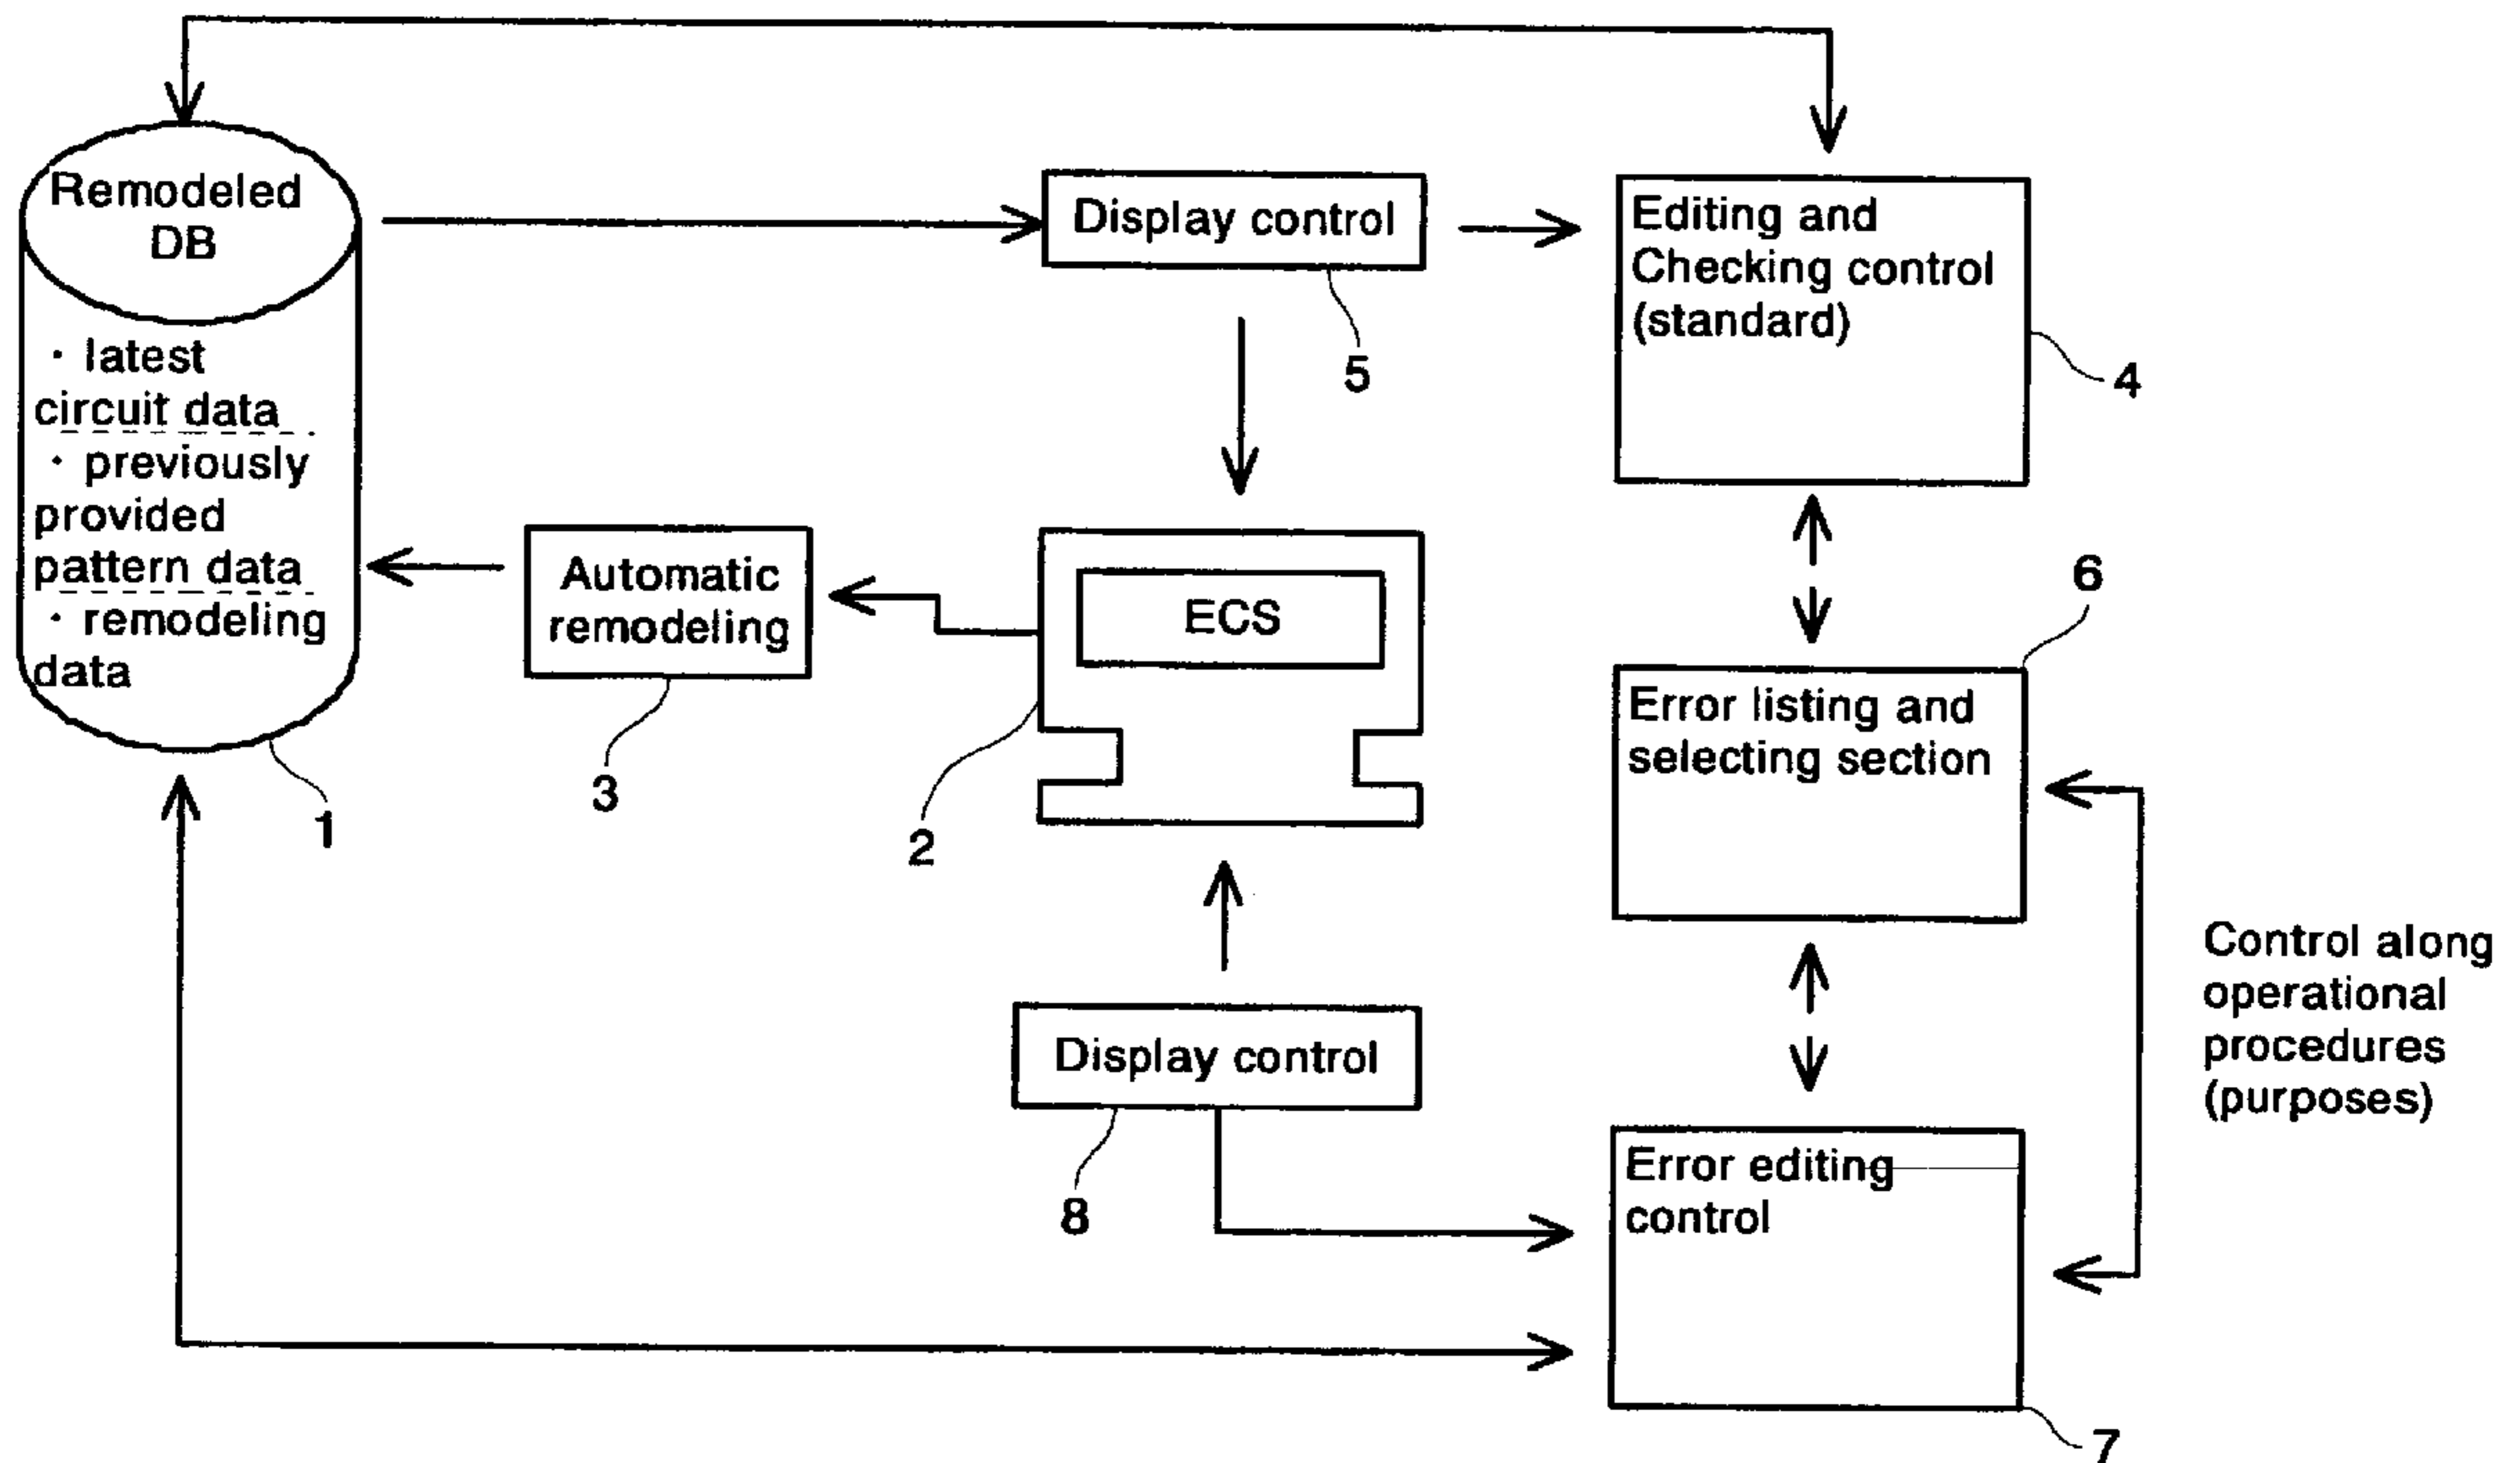 Remodeled
DB
・latest
circuit data
・previously
provided
pattern data
・remodeling
data
1
Display control
5
Editing and
Checking control
(standard)
4
Automatic
remodeling
3
ECS
2
6
Error listing and
selecting section
Control along
operational
procedures
(purposes)
Display control
8
Error editing
control
7